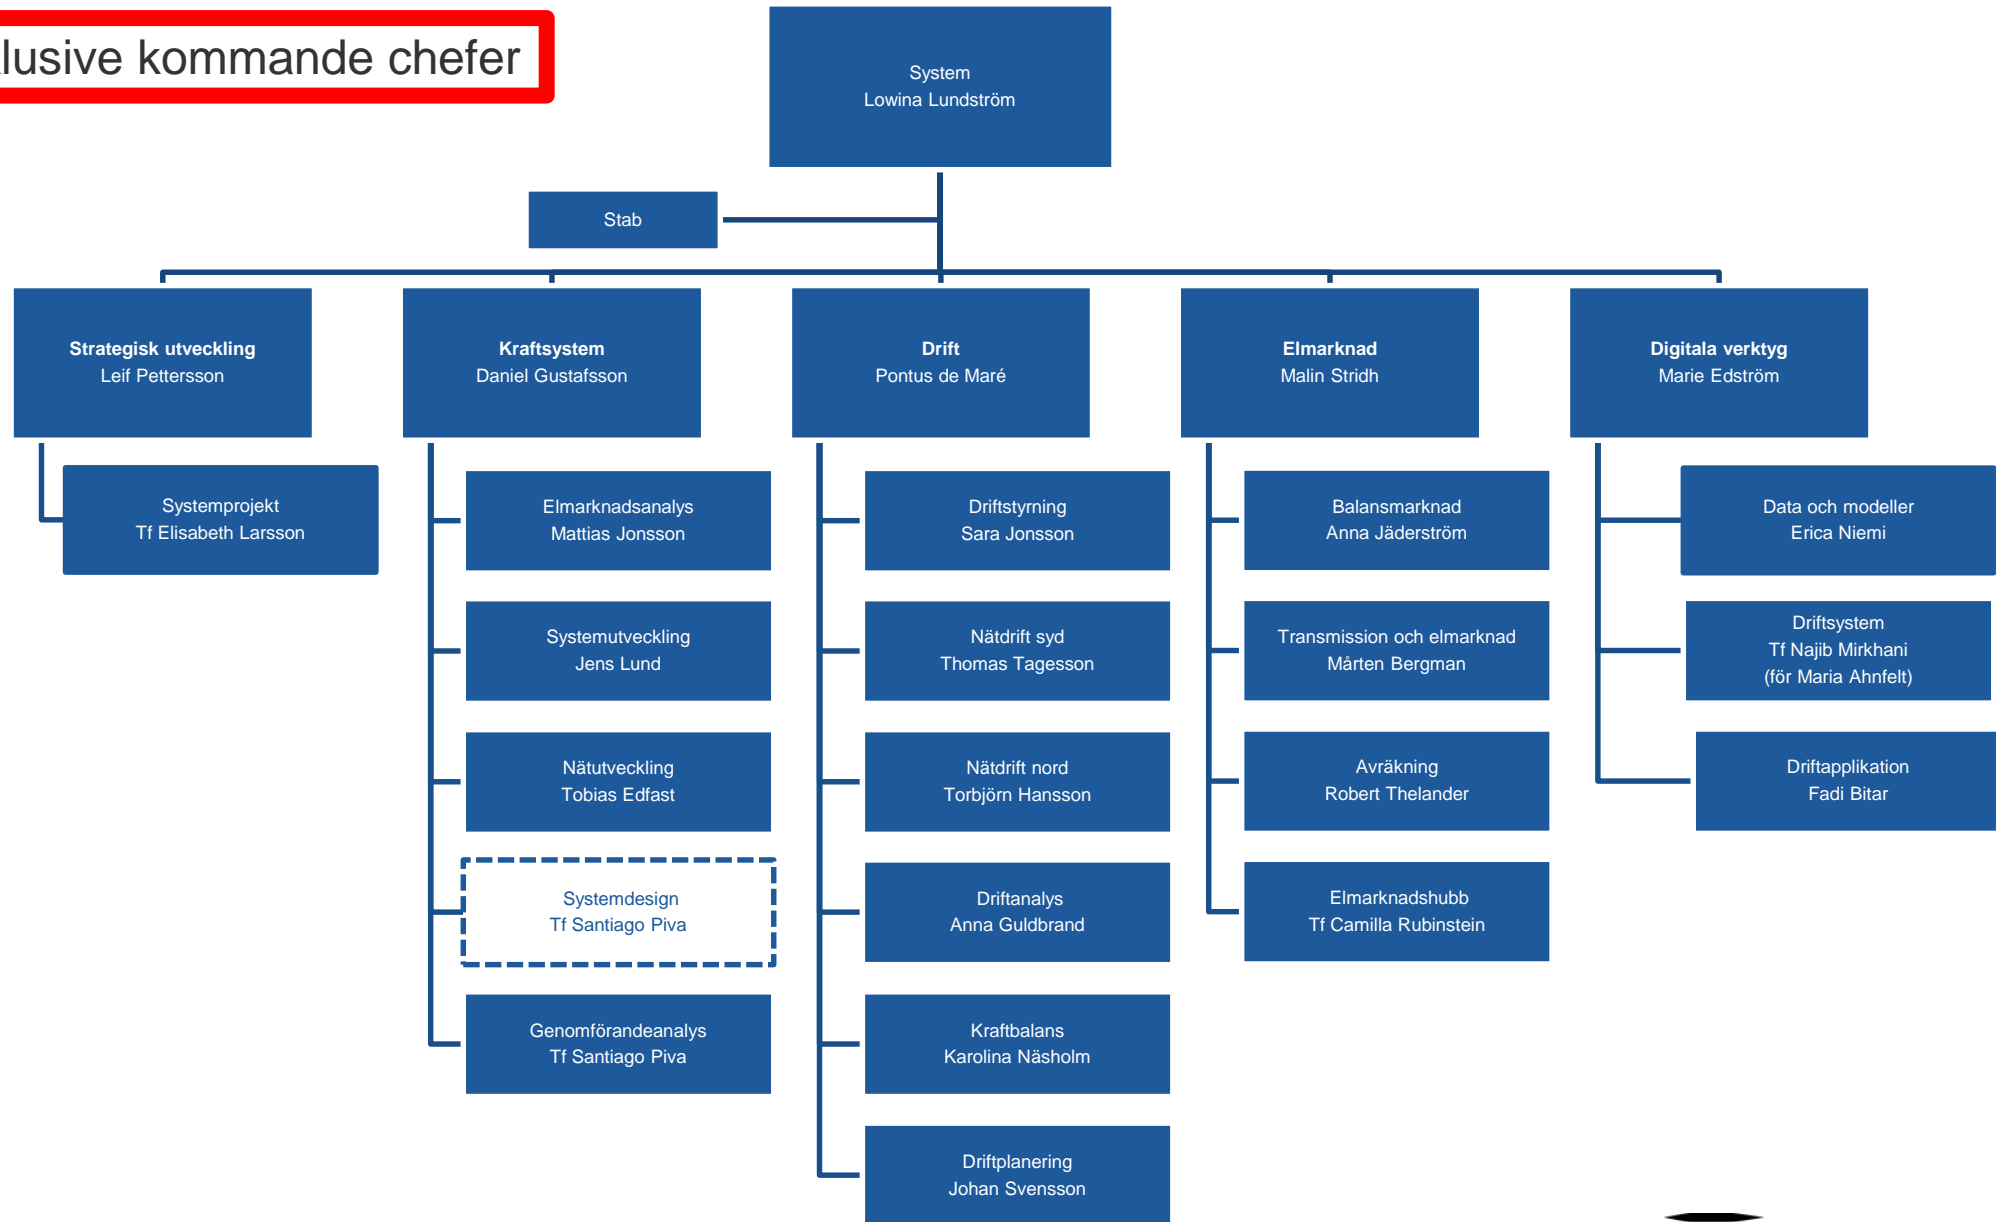 lusive kommande chefer
System
Lowina Lundström
Stab
Strategisk utveckling
Leif Pettersson
Systemprojekt
Tf Elisabeth Larsson
Kraftsystem
Daniel Gustafsson
Elmarknadsanalys
Mattias Jonsson
Systemutveckling
Jens Lund
Nätutveckling
Tobias Edfast
Systemdesign
Tf Santiago Piva
Genomförandeanalys
Tf Santiago Piva
Drift
Pontus de Maré
Driftstyrning
Sara Jonsson
Nätdrift syd
Thomas Tagesson
Nätdrift nord
Torbjörn Hansson
Driftanalys
Anna Guldbrand
Kraftbalans
Karolina Näsholm
Driftplanering
Johan Svensson
Elmarknad
Malin Stridh
Balansmarknad
Anna Jäderström
Transmission och elmarknad
Mårten Bergman
Avräkning
Robert Thelander
Elmarknadshubb
Tf Camilla Rubinstein
Digitala verktyg
Marie Edström
Data och modeller
Erica Niemi
Driftsystem
Tf Najib Mirkhani
(för Maria Ahnfelt)
Driftapplikation
Fadi Bitar